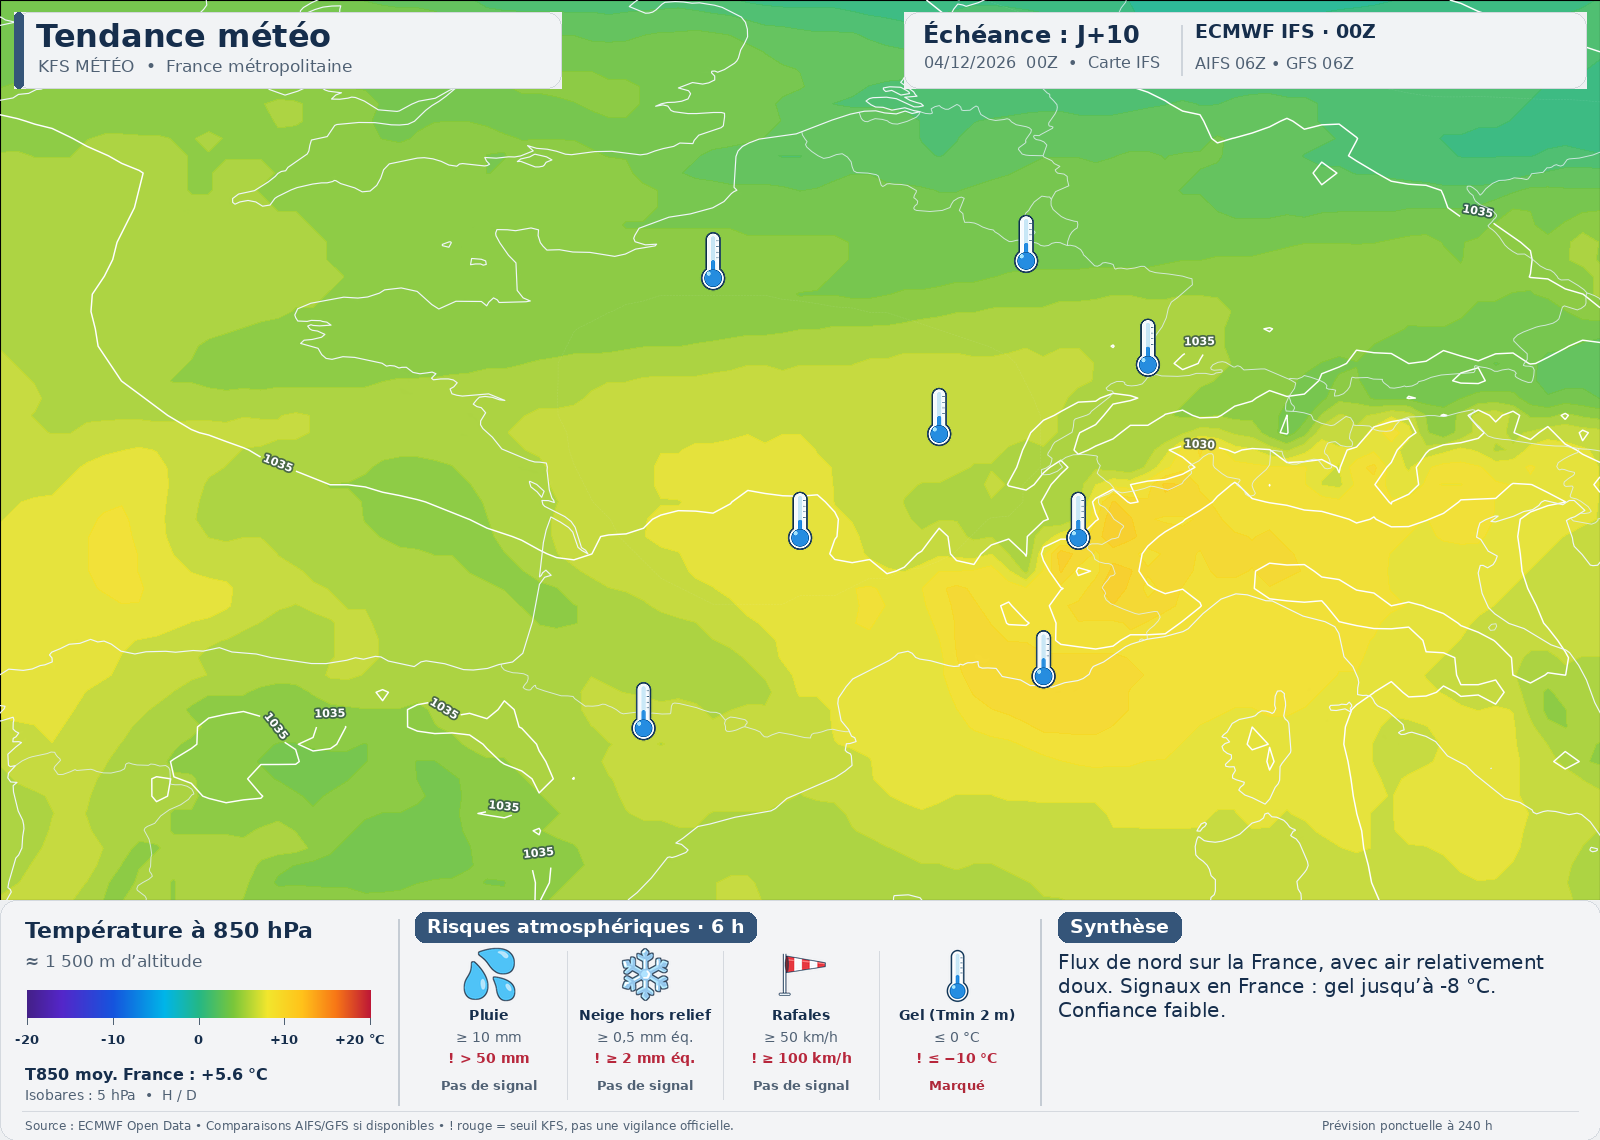 Tendance météo
KFS MÉTÉO • France métropolitaine
Échéance : J+10
04/12/2026 00Z • Carte IFS
ECMWF IFS · 00Z
AIFS 06Z • GFS 06Z
1035
1035
1030
1035
1035
1035
1035
1035
1035
Température à 850 hPa
≈ 1 500 m d’altitude
-20 -10 0 +10 +20 °C
T850 moy. France : +5.6 °C
Isobares : 5 hPa • H / D
Risques atmosphériques · 6 h
Pluie
≥ 10 mm
! > 50 mm
Pas de signal
Neige hors relief
≥ 0,5 mm éq.
! ≥ 2 mm éq.
Pas de signal
Rafales
≥ 50 km/h
! ≥ 100 km/h
Pas de signal
Gel (Tmin 2 m)
≤ 0 °C
! ≤ −10 °C
Marqué
Synthèse
Flux de nord sur la France, avec air relativement
doux. Signaux en France : gel jusqu’à -8 °C.
Confiance faible.
Source : ECMWF Open Data • Comparaisons AIFS/GFS si disponibles • ! rouge = seuil KFS, pas une vigilance officielle.
Prévision ponctuelle à 240 h